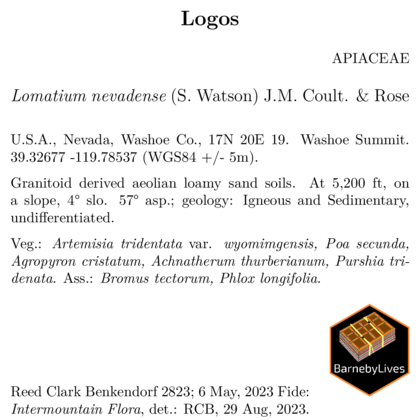 Logos
APIACEAE
Lomatium nevadense (S. Watson) J.M. Coult. & Rose
U.S.A., Nevada, Washoe Co., 17N 20E 19. Washoe Summit.
39.32677 -119.78537 (WGS84 +/- 5m).
Granitoid derived aeolian loamy sand soils. At 5,200 ft, on
a slope, 4° slo. 57° asp.; geology: Igneous and Sedimentary,
undifferentiated.
Veg.: Artemisia tridentata var. wyomimgensis, Poa secunda,
Agropyron cristatum, Achnatherum thurberianum, Purshia tri-
denata. Ass.: Bromus tectorum, Phlox longifolia.
BarnebyLives
Reed Clark Benkendorf 2823; 6 May, 2023 Fide:
Intermountain Flora, det.: RCB, 29 Aug, 2023.